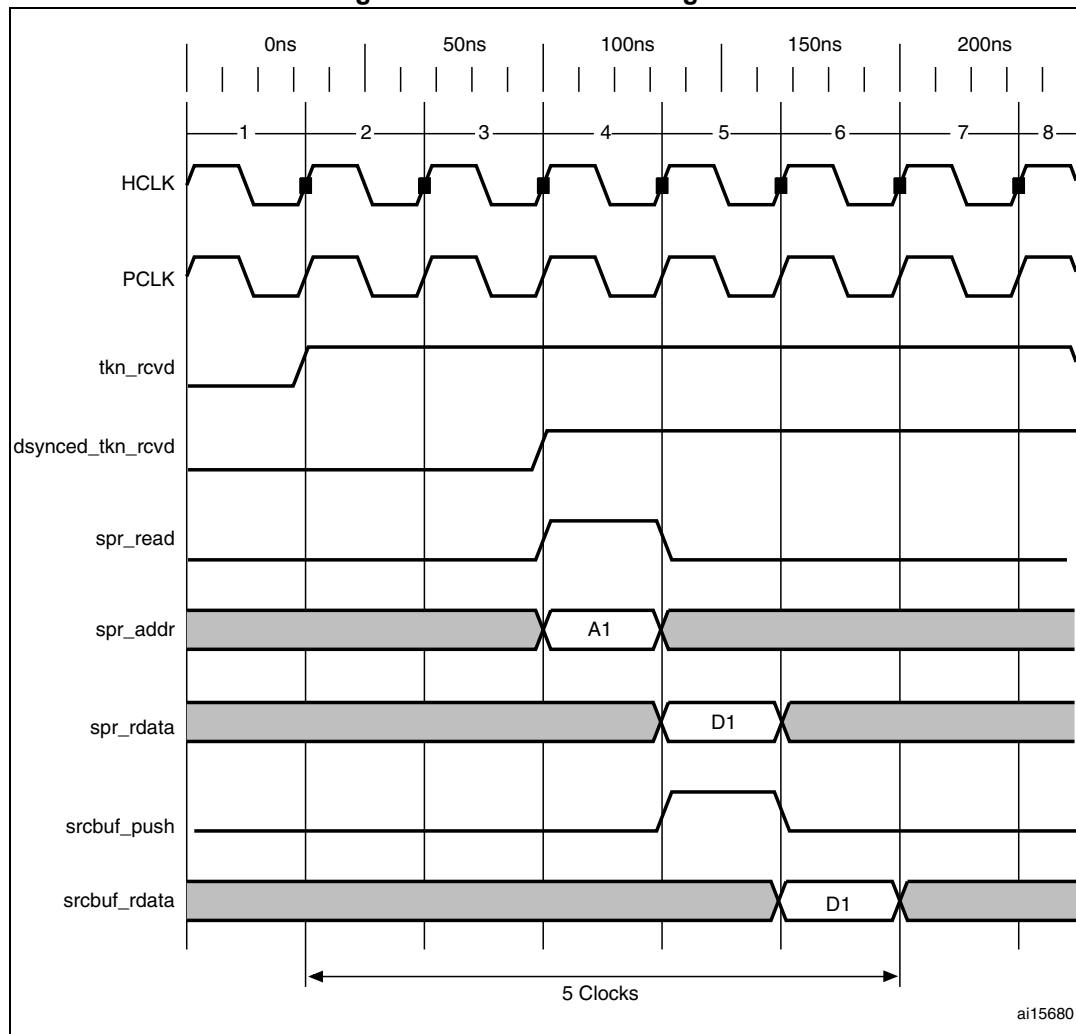 0ns 50ns 100ns 150ns 200ns
1 2 3 4 5 6 7 8
HCLK
PCLK
tkn_rcvd
dsynced_tkn_rcvd
spr_read
spr_addr A1
spr_rdata D1
srcbuf_push
srcbuf_rdata D1
5 Clocks
ai15680